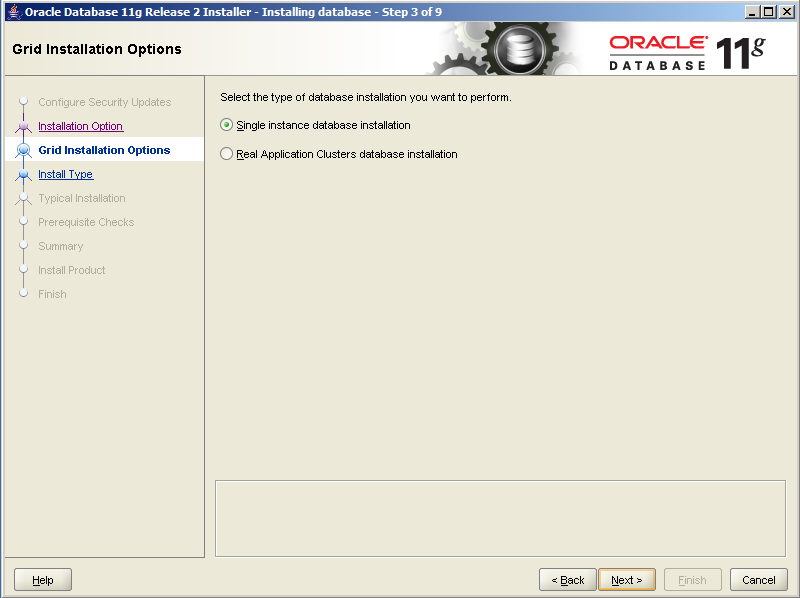 Oracle Database 11g Release 2 Installer - Installing database - Step 3 of 9
Grid Installation Options
ORACLE
DATABASE
11g
Configure Security Updates
Installation Option
Grid Installation Options
Install Type
Typical Installation
Prerequisite Checks
Summary
Install Product
Finish
Select the type of database installation you want to perform.
Single instance database installation
Real Application Clusters database installation
Help
< Back
Next >
Finish
Cancel